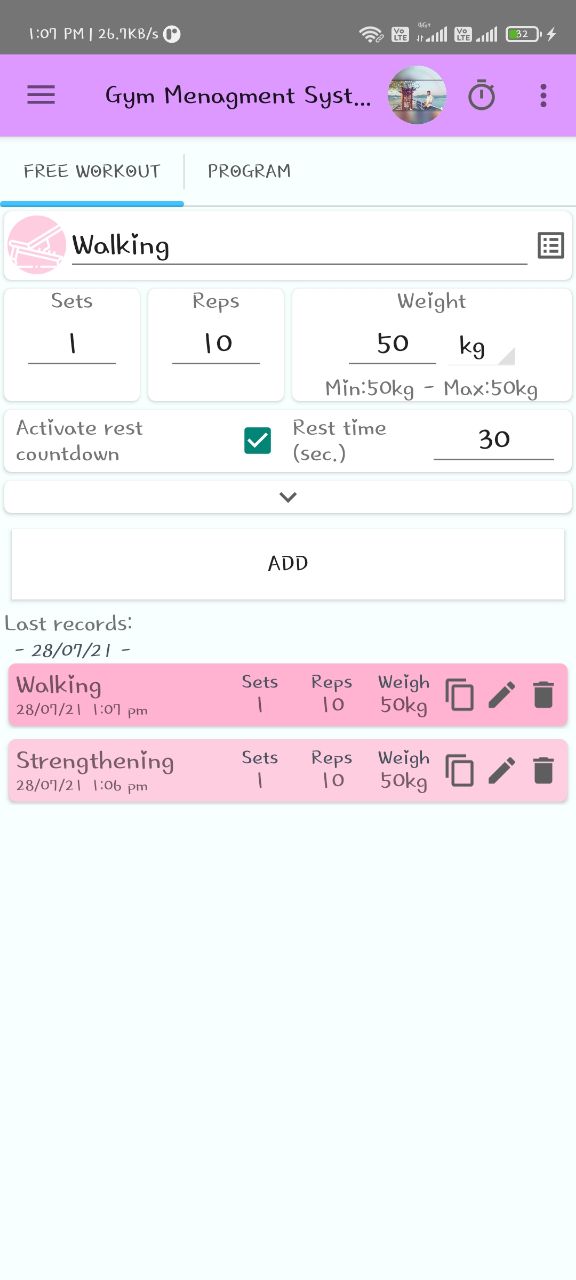 1:07 PM | 26.7KB/s
Vo LTE 4G+ Vo LTE 32
Gym Menagment Syst...
FREE WORKOUT PROGRAM
Walking
Sets Reps Weight
1 10 50 kg
Min:50kg - Max:50kg
Activate rest countdown Rest time (sec.) 30
ADD
Last records:
- 28/07/21 -
Walking Sets Reps Weigh
28/07/21 1:07 pm 1 10 50kg
Strengthening Sets Reps Weigh
28/07/21 1:06 pm 1 10 50kg